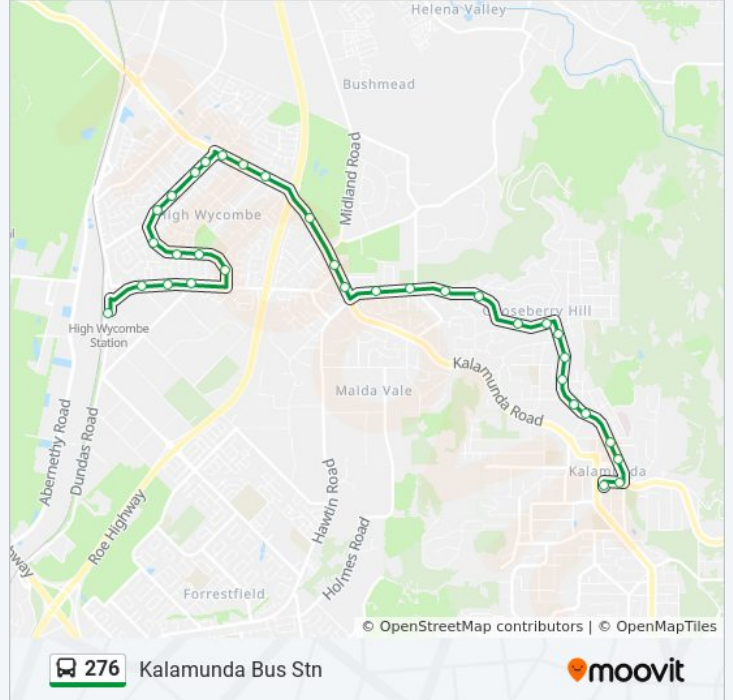 Helena Valley
Bushmead
Midland Road
High Wycombe
Gooseberry Hill
High Wycombe
Station
Kalamunda Road
Maida Vale
Abernethy Road
Dundas Road
Kalamunda
Hawtin Road
Roe Highway
Holmes Road
hway
Forrestfield
© OpenStreetMap contributors | © OpenMapTiles
276 Kalamunda Bus Stn
moovit